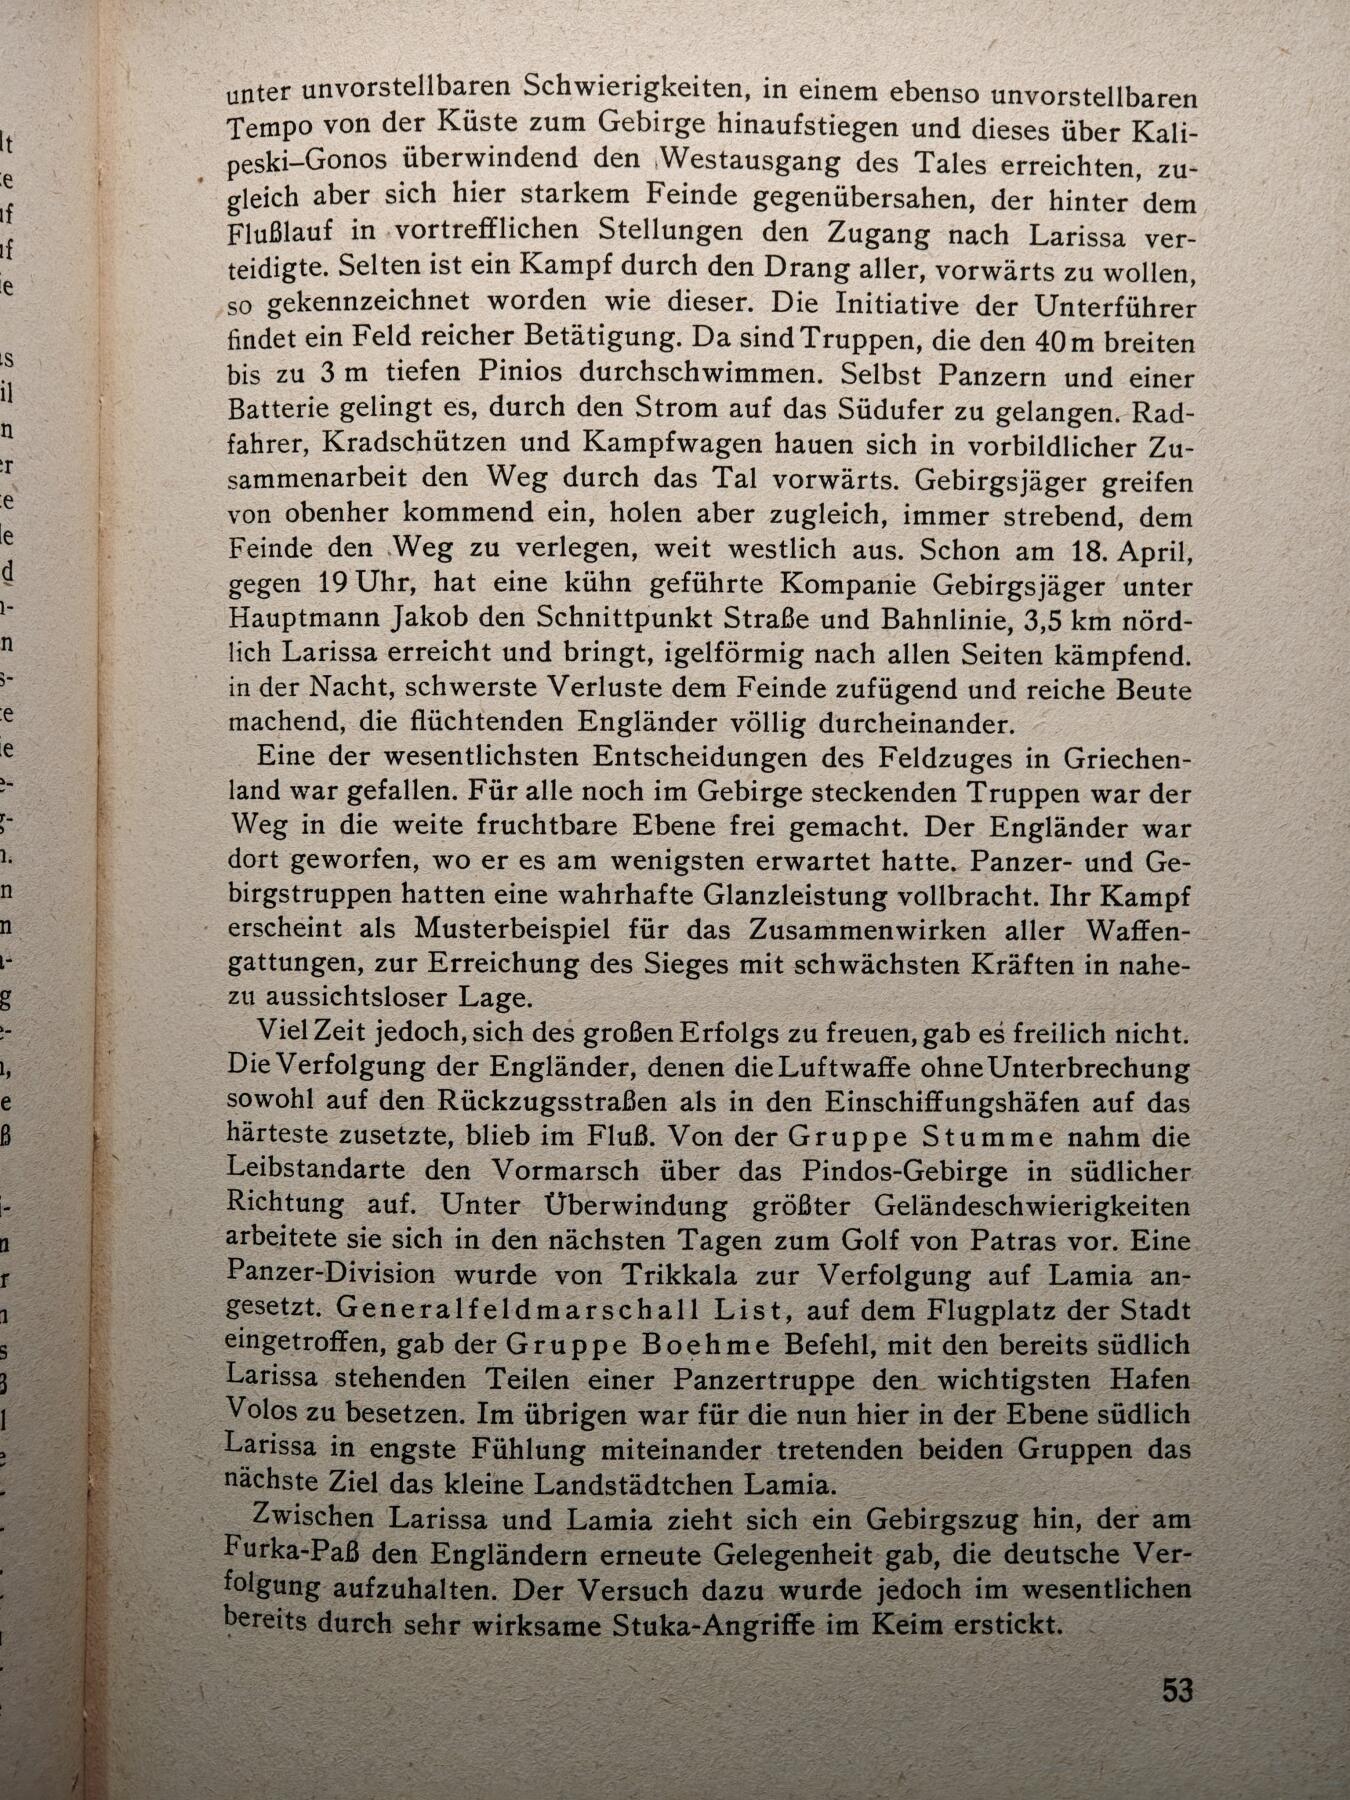 unter unvorstellbaren Schwierigkeiten, in einem ebenso unvorstellbaren
Tempo von der Küste zum Gebirge hinaufstiegen und dieses über Kali-
peski–Gonos überwindend den Westausgang des Tales erreichten, zu-
gleich aber sich hier starkem Feinde gegenübersahen, der hinter dem
Flußlauf in vortrefflichen Stellungen den Zugang nach Larissa ver-
teidigte. Selten ist ein Kampf durch den Drang aller, vorwärts zu wollen,
so gekennzeichnet worden wie dieser. Die Initiative der Unterführer
findet ein Feld reicher Betätigung. Da sind Truppen, die den 40 m breiten
bis zu 3 m tiefen Pinios durchschwimmen. Selbst Panzern und einer
Batterie gelingt es, durch den Strom auf das Südufer zu gelangen. Rad-
fahrer, Kradschützen und Kampfwagen hauen sich in vorbildlicher Zu-
sammenarbeit den Weg durch das Tal vorwärts. Gebirgsjäger greifen
von obenher kommend ein, holen aber zugleich, immer strebend, dem
Feinde den Weg zu verlegen, weit westlich aus. Schon am 18. April,
gegen 19 Uhr, hat eine kühn geführte Kompanie Gebirgsjäger unter
Hauptmann Jakob den Schnittpunkt Straße und Bahnlinie, 3,5 km nörd-
lich Larissa erreicht und bringt, igelförmig nach allen Seiten kämpfend.
in der Nacht, schwerste Verluste dem Feinde zufügend und reiche Beute
machend, die flüchtenden Engländer völlig durcheinander.
Eine der wesentlichsten Entscheidungen des Feldzuges in Griechen-
land war gefallen. Für alle noch im Gebirge steckenden Truppen war der
Weg in die weite fruchtbare Ebene frei gemacht. Der Engländer war
dort geworfen, wo er es am wenigsten erwartet hatte. Panzer- und Ge-
birgstruppen hatten eine wahrhafte Glanzleistung vollbracht. Ihr Kampf
erscheint als Musterbeispiel für das Zusammenwirken aller Waffen-
gattungen, zur Erreichung des Sieges mit schwächsten Kräften in nahe-
zu aussichtsloser Lage.
Viel Zeit jedoch, sich des großen Erfolgs zu freuen, gab es freilich nicht.
Die Verfolgung der Engländer, denen die Luftwaffe ohne Unterbrechung
sowohl auf den Rückzugsstraßen als in den Einschiffungshäfen auf das
härteste zusetzte, blieb im Fluß. Von der Gruppe Stumme nahm die
Leibstandarte den Vormarsch über das Pindos-Gebirge in südlicher
Richtung auf. Unter Überwindung größter Geländeschwierigkeiten
arbeitete sie sich in den nächsten Tagen zum Golf von Patras vor. Eine
Panzer-Division wurde von Trikkala zur Verfolgung auf Lamia an-
gesetzt. Generalfeldmarschall List, auf dem Flugplatz der Stadt
eingetroffen, gab der Gruppe Boehme Befehl, mit den bereits südlich
Larissa stehenden Teilen einer Panzertruppe den wichtigsten Hafen
Volos zu besetzen. Im übrigen war für die nun hier in der Ebene südlich
Larissa in engste Fühlung miteinander tretenden beiden Gruppen das
nächste Ziel das kleine Landstädtchen Lamia.
Zwischen Larissa und Lamia zieht sich ein Gebirgszug hin, der am
Furka-Paß den Engländern erneute Gelegenheit gab, die deutsche Ver-
folgung aufzuhalten. Der Versuch dazu wurde jedoch im wesentlichen
bereits durch sehr wirksame Stuka-Angriffe im Keim erstickt.
53